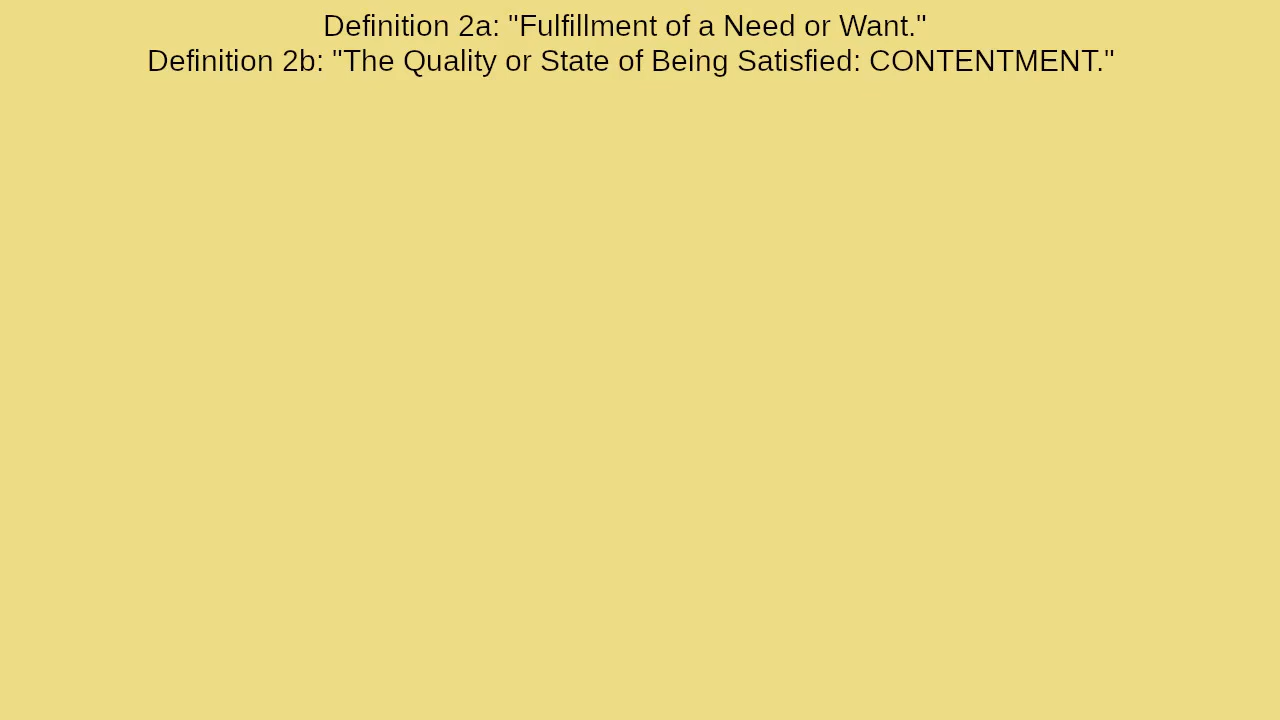 Definition 2a: "Fulfillment of a Need or Want."
Definition 2b: "The Quality or State of Being Satisfied: CONTENTMENT."